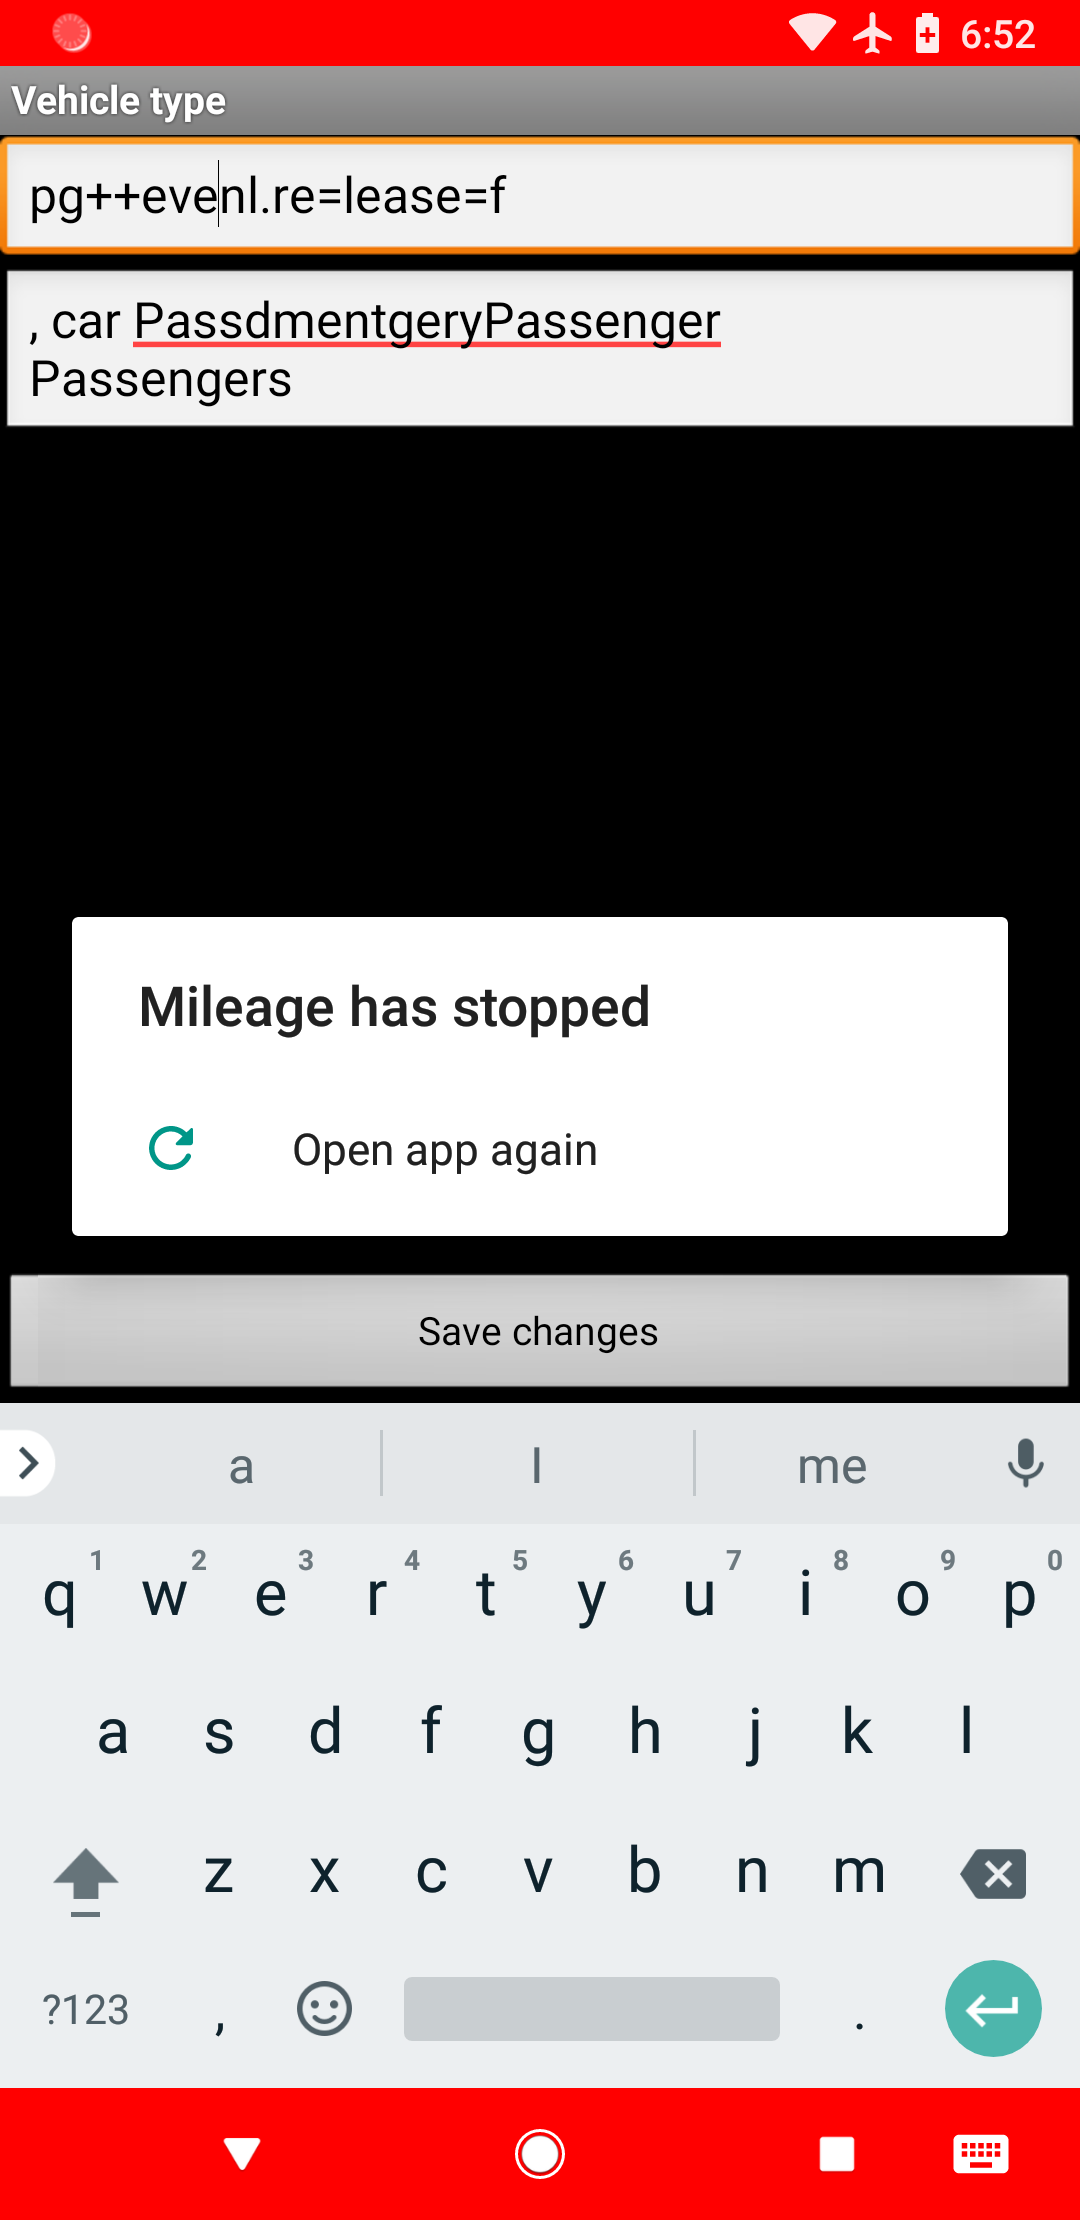 6:52
Vehicle type
pg++evenl.re=lease=f
, car PassdmentgeryPassenger
Passengers
Mileage has stopped
Open app again
Save changes
a l me
1 2 3 4 5 6 7 8 9 0
q w e r t y u i o p
a s d f g h j k l
z x c v b n m
?123 , .